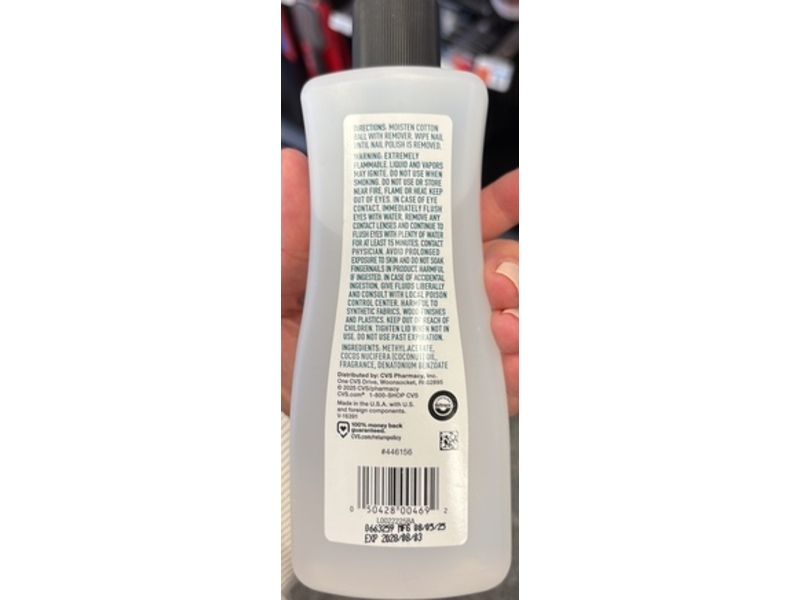 DIRECTIONS: MOISTEN COTTON
BALL WITH REMOVER. WIPE NAIL
UNTIL NAIL POLISH IS REMOVED.
WARNING: EXTREMELY
FLAMMABLE, LIQUID AND VAPORS
MAY IGNITE. DO NOT USE WHEN
SMOKING. DO NOT USE OR STORE
NEAR FIRE, FLAME OR HEAT. KEEP
OUT OF EYES. IN CASE OF EYE
CONTACT, IMMEDIATELY FLUSH
EYES WITH WATER, REMOVE ANY
CONTACT LENSES AND CONTINUE TO
FLUSH EYES WITH PLENTY OF WATER
FOR AT LEAST 15 MINUTES. CONTACT
PHYSICIAN. AVOID PROLONGED
EXPOSURE TO SKIN AND DO NOT SOAK
FINGERNAILS IN PRODUCT. HARMFUL
IF INGESTED. IN CASE OF ACCIDENTAL
INGESTION, GIVE FLUIDS LIBERALLY
AND CONSULT WITH LOCAL POISON
CONTROL CENTER. HARMFUL TO
SYNTHETIC FABRICS, WOOD FINISHES
AND PLASTICS. KEEP OUT OF REACH OF
CHILDREN. TIGHTEN LID WHEN NOT IN
USE. DO NOT USE PAST EXPIRATION.
INGREDIENTS: METHYL ACETATE,
COCOS NUCIFERA (COCONUT) OIL,
FRAGRANCE, DENATONIUM BENZOATE
Distributed by: CVS Pharmacy, Inc.
One CVS Drive, Woonsocket, RI 02895
© 2025 CVS/pharmacy
CVS.com® 1-800-SHOP CVS
Made in the U.S.A. with U.S.
and foreign components.
V-16391
100% money back
guaranteed.
CVS.com/returnpolicy
#446156
0 50428 00469 2
L00222258A
0663259 MFG 08/05/25
EXP 2028/08/03